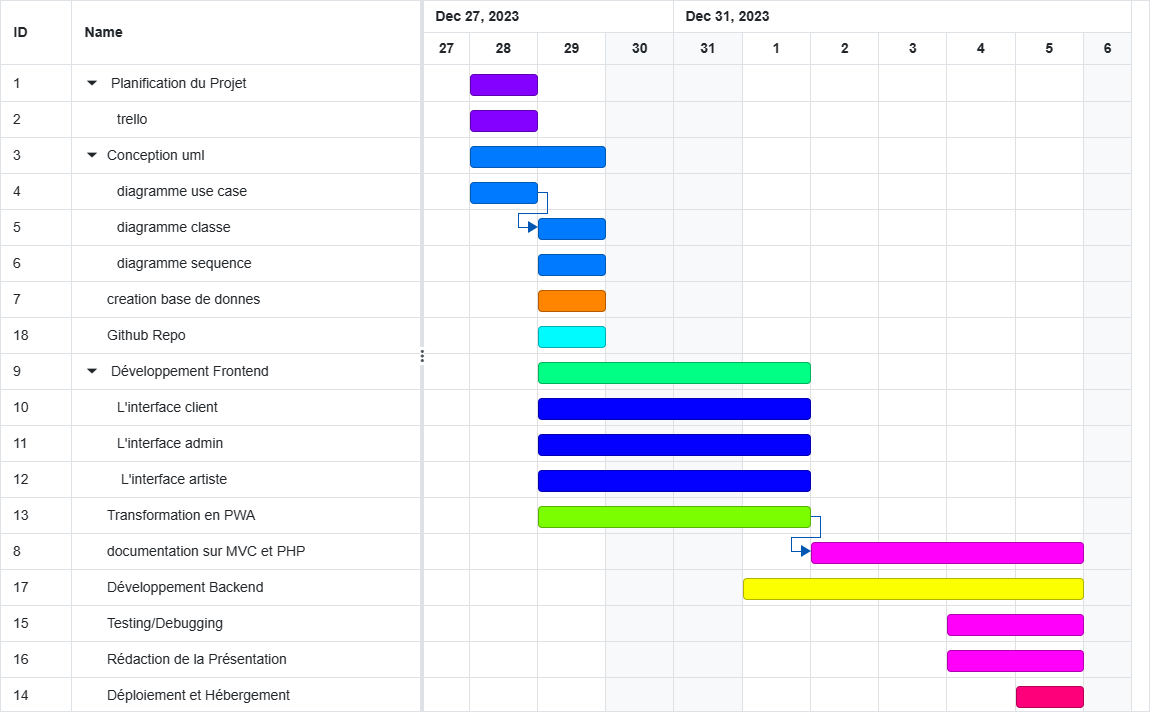 ID Name Dec 27, 2023 Dec 31, 2023
27 28 29 30 31 1 2 3 4 5 6
1 Planification du Projet
2 trello
3 Conception uml
4 diagramme use case
5 diagramme classe
6 diagramme sequence
7 creation base de donnes
18 Github Repo
9 Développement Frontend
10 L'interface client
11 L'interface admin
12 L'interface artiste
13 Transformation en PWA
8 documentation sur MVC et PHP
17 Développement Backend
15 Testing/Debugging
16 Rédaction de la Présentation
14 Déploiement et Hébergement